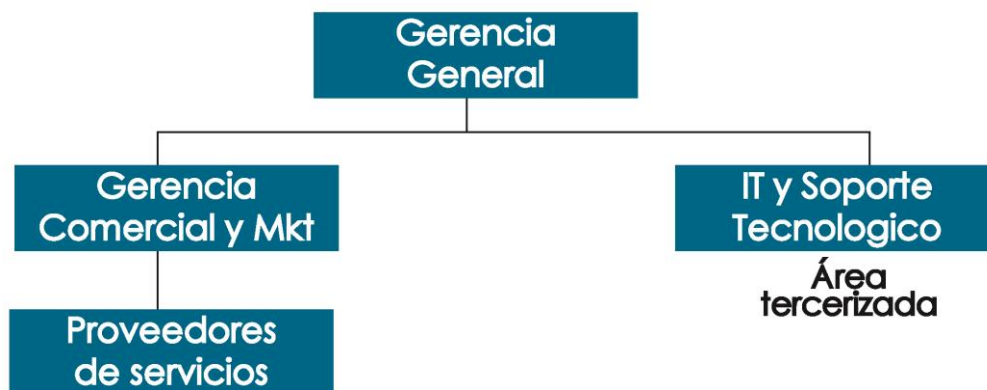 Gerencia
General
Gerencia
Comercial y Mkt
IT y Soporte
Tecnologico
Área
tercerizada
Proveedores
de servicios